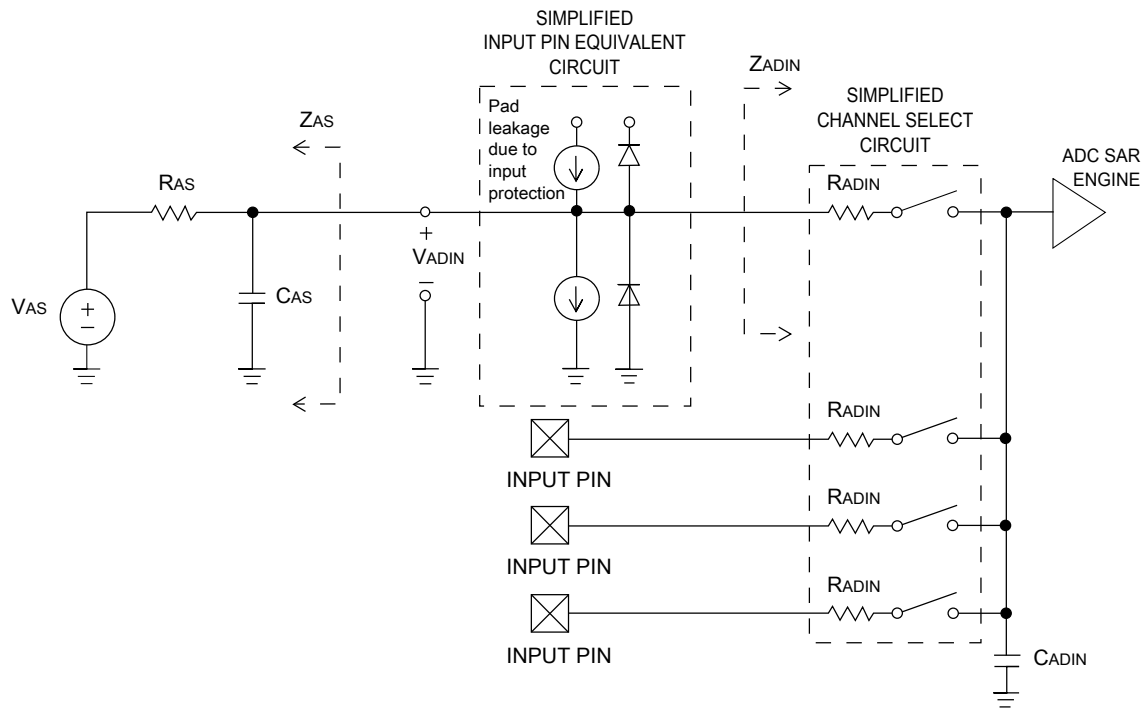 SIMPLIFIED
INPUT PIN EQUIVALENT
CIRCUIT
Pad
leakage
due to
input
protection
ZAS
RAS
CAS
VAS
+
−
+
VADIN
−
ZADIN
SIMPLIFIED
CHANNEL SELECT
CIRCUIT
RADIN
ADC SAR
ENGINE
INPUT PIN
RADIN
INPUT PIN
RADIN
INPUT PIN
RADIN
CADIN